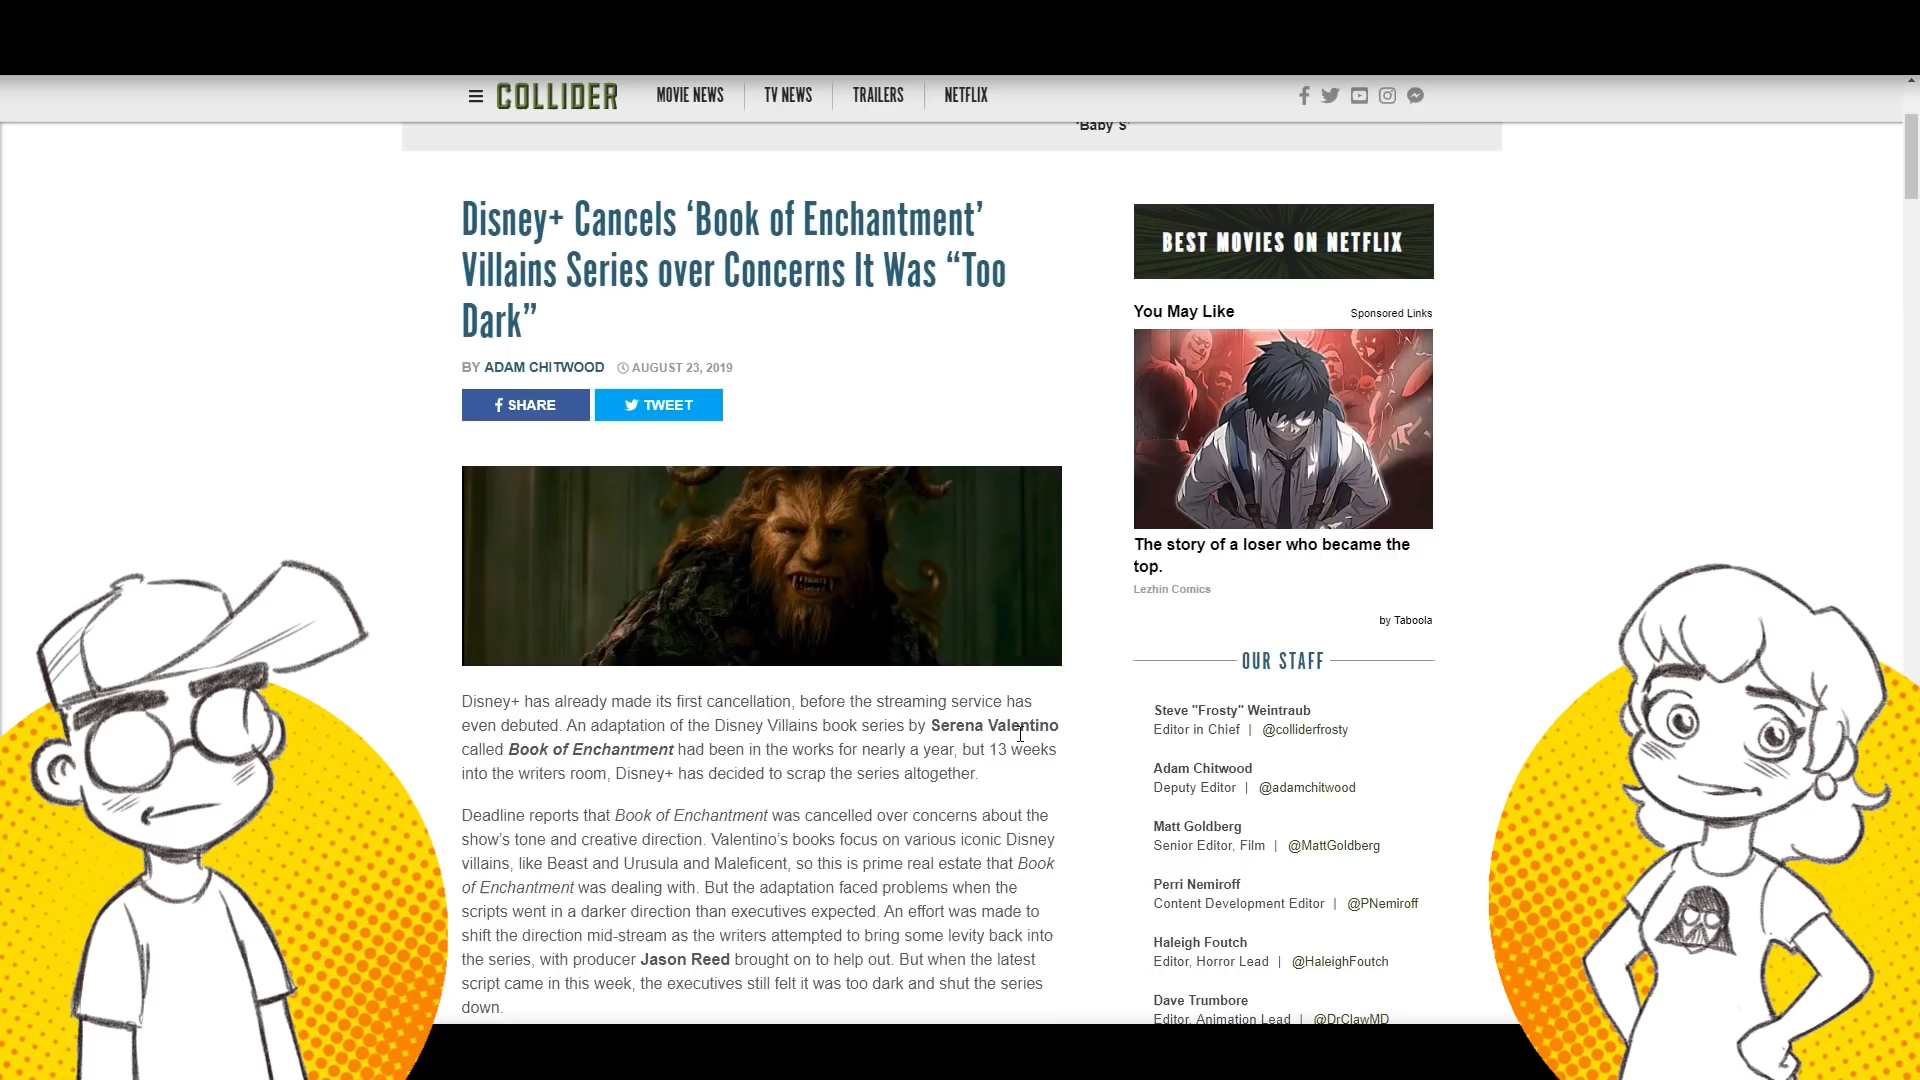 COLLIDER
MOVIE NEWS
TV NEWS
TRAILERS
NETFLIX
'Baby S'
Disney+ Cancels ‘Book of Enchantment’
Villains Series over Concerns It Was “Too
Dark”
BY ADAM CHITWOOD AUGUST 23, 2019
SHARE
TWEET
Disney+ has already made its first cancellation, before the streaming service has
even debuted. An adaptation of the Disney Villains book series by Serena Valentino
called Book of Enchantment had been in the works for nearly a year, but 13 weeks
into the writers room, Disney+ has decided to scrap the series altogether.
Deadline reports that Book of Enchantment was cancelled over concerns about the
show’s tone and creative direction. Valentino’s books focus on various iconic Disney
villains, like Beast and Urusula and Maleficent, so this is prime real estate that Book
of Enchantment was dealing with. But the adaptation faced problems when the
scripts went in a darker direction than executives expected. An effort was made to
shift the direction mid-stream as the writers attempted to bring some levity back into
the series, with producer Jason Reed brought on to help out. But when the latest
script came in this week, the executives still felt it was too dark and shut the series
down.
BEST MOVIES ON NETFLIX
You May Like
Sponsored Links
The story of a loser who became the
top.
Lezhin Comics
by Taboola
OUR STAFF
Steve "Frosty" Weintraub
Editor in Chief | @colliderfrosty
Adam Chitwood
Deputy Editor | @adamchitwood
Matt Goldberg
Senior Editor, Film | @MattGoldberg
Perri Nemiroff
Content Development Editor | @PNemiroff
Haleigh Foutch
Editor, Horror Lead | @HaleighFoutch
Dave Trumbore
Editor, Animation Lead | @DrClawMD